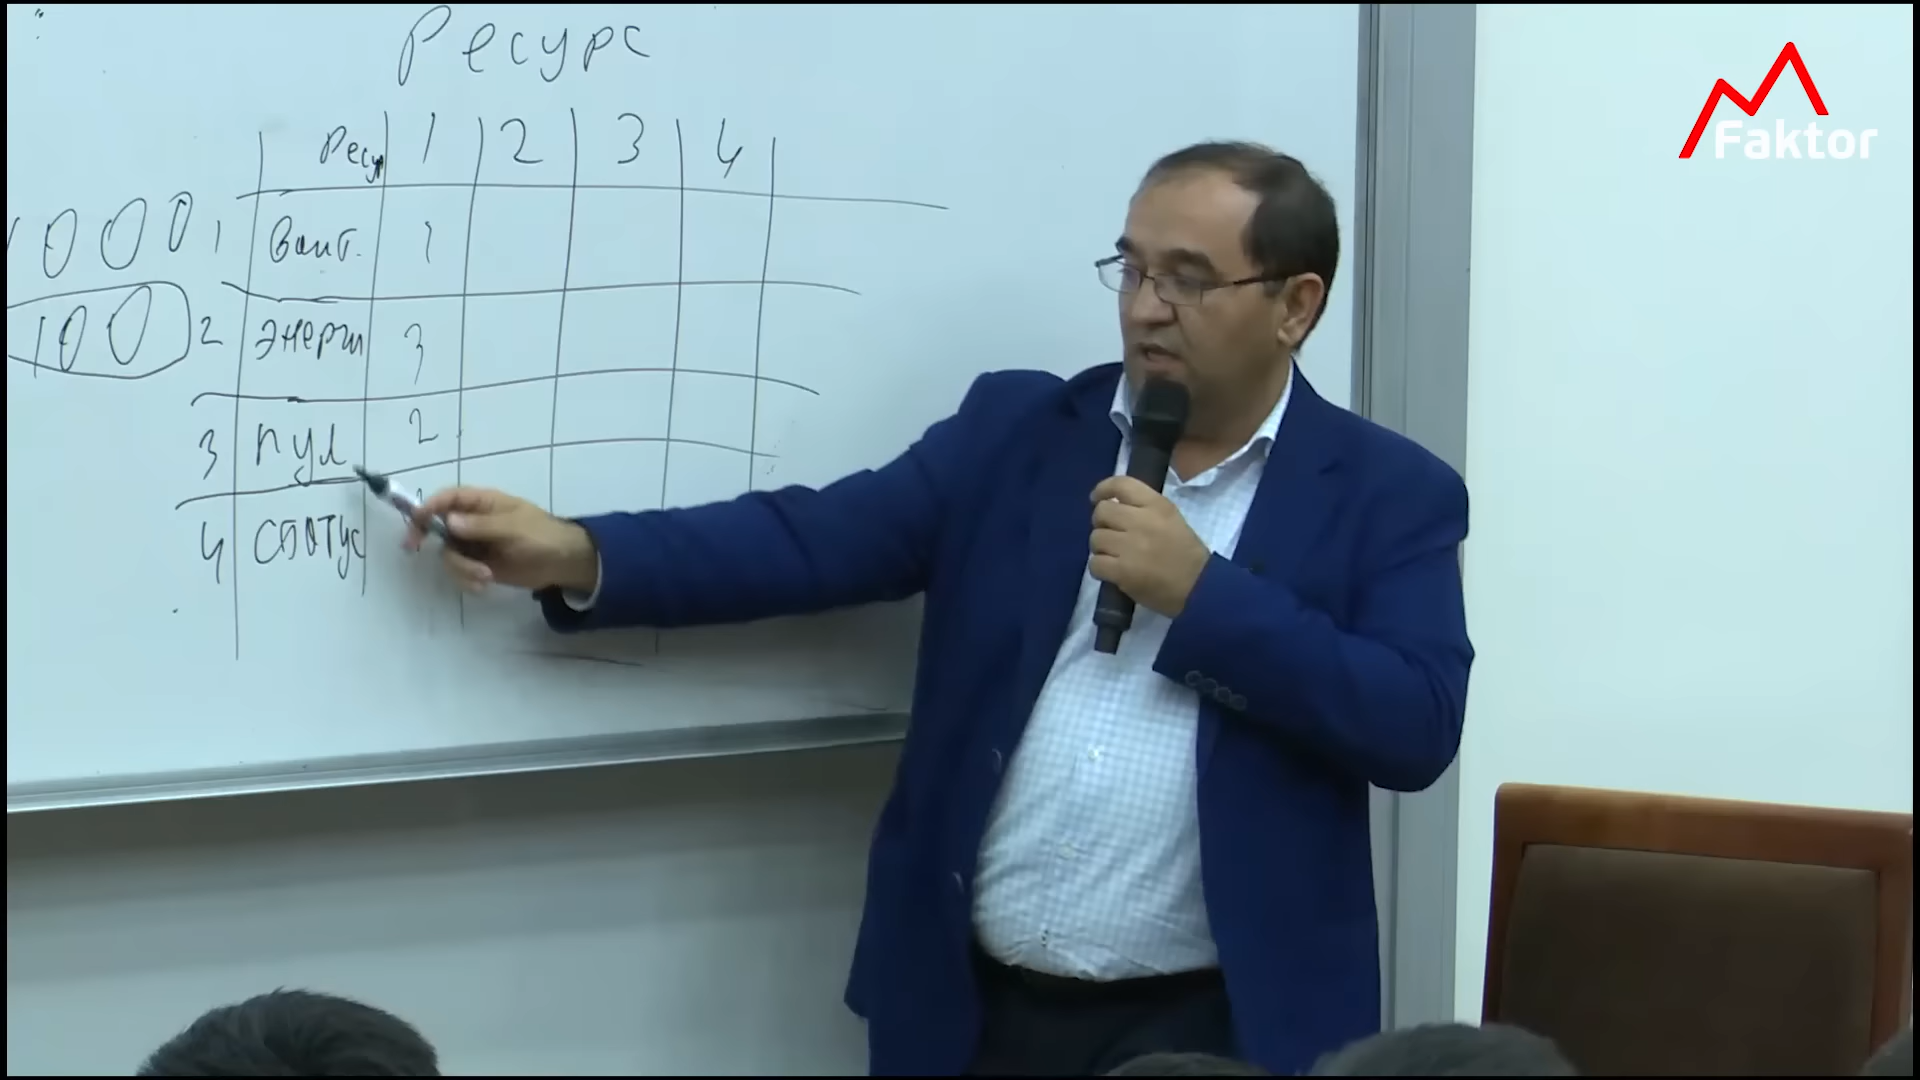 Ресурс
Faktor
Ресур 1 2 3 4
1000 1 Вакт. 1
100 2 энерги 3
3 пул 2
4 статус